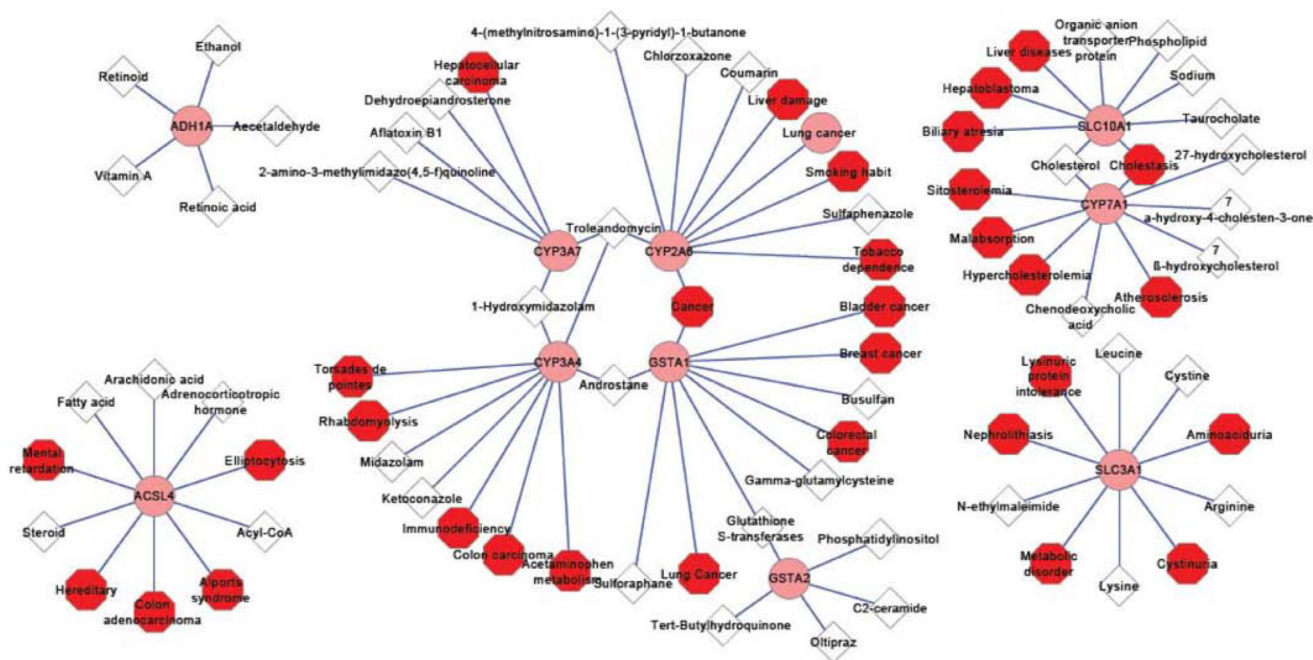 Ethanol
Retinoid
ADH1A
Aecetaldehyde
Vitamin A
Retinoic acid
4-(methylnitrosamino)-1-(3-pyridyl)-1-butanone
Chlorzoxazone
Hepatocellular
carcinoma
Coumarin
Dehydroepiandrosterone
Liver damage
Aflatoxin B1
Lung cancer
2-amino-3-methylimidazo(4,5-f)quinoline
Smoking habit
Troleandomycin
Sulfaphenazole
CYP3A7
CYP2A6
Tobacco
dependence
1-Hydroxymidazolam
Cancer
Bladder cancer
CYP3A4
GSTA1
Breast cancer
Torsades de
pointes
Androstane
Busulfan
Rhabdomyolysis
Colorectal
cancer
Midazolam
Gamma-glutamylcysteine
Ketoconazole
Immunodeficiency
Glutathione
S-transferases
Phosphatidylinositol
Colon carcinoma
Acetaminophen
metabolism
Sulforaphane
Lung Cancer
GSTA2
C2-ceramide
Tert-Butylhydroquinone
Oltipraz
Organic anion
transporter
protein
Phospholipid
Liver diseases
Sodium
Hepatoblastoma
Taurocholate
SLC10A1
Biliary atresia
27-hydroxycholesterol
Cholesterol
Cholestasis
Sitosterolemia
CYP7A1
7
a-hydroxy-4-cholesten-3-one
Malabsorption
7
ß-hydroxycholesterol
Hypercholesterolemia
Atherosclerosis
Chenodeoxycholic
acid
Arachidonic acid
Fatty acid
Adrenocorticotropic
hormone
Mental
retardation
Elliptocytosis
ACSL4
Steroid
Acyl-CoA
Hereditary
Alports
syndrome
Colon
adenocarcinoma
Leucine
Lysinuric
protein
intolerance
Cystine
Nephrolithiasis
Aminoaciduria
SLC3A1
N-ethylmaleimide
Arginine
Metabolic
disorder
Cystinuria
Lysine